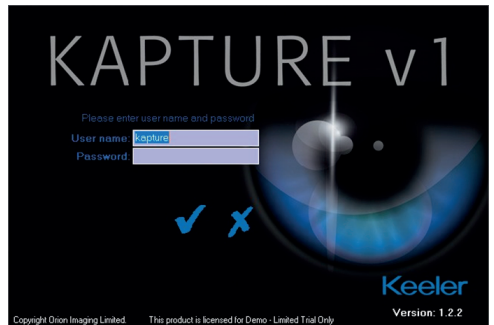 KAPTURE v1
Please enter user name and password
User name: kapture
Password:
Keeler
Version: 1.2.2
Copyright Orion Imaging Limited. This product is licensed for Demo - Limited Trial Only